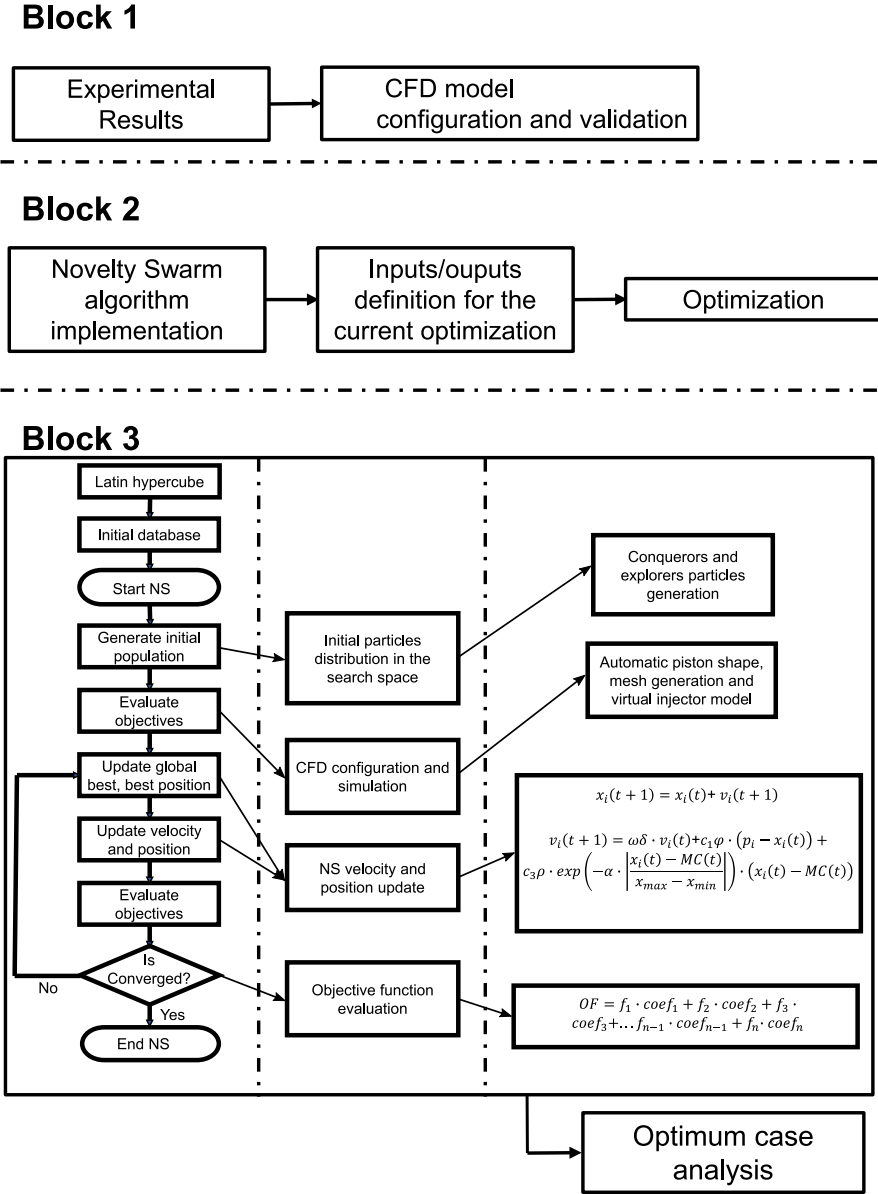 Block 1
Experimental
Results
CFD model
configuration and validation
Block 2
Novelty Swarm
algorithm
implementation
Inputs/ouputs
definition for the
current optimization
Optimization
Block 3
Latin hypercube
Initial database
Start NS
Generate initial
population
Evaluate
objectives
Update global
best, best position
Update velocity
and position
Evaluate
objectives
Is
Converged?
No
Yes
End NS
Initial particles
distribution in the
search space
CFD configuration and
simulation
NS velocity and
position update
Objective function
evaluation
Conquerors and
explorers particles
generation
Automatic piston shape,
mesh generation and
virtual injector model
x_i(t + 1) = x_i(t)+ v_i(t + 1)
v_i(t + 1) = ωδ · v_i(t)+c_1φ · (p_i − x_i(t)) +
c_3ρ · exp (−α · |x_i(t) − MC(t) / x_max − x_min|) · (x_i(t) − MC(t))
OF = f_1 · coef_1 + f_2 · coef_2 + f_3 ·
coef_3+... f_{n−1} · coef_{n−1} + f_n · coef_n
Optimum case
analysis